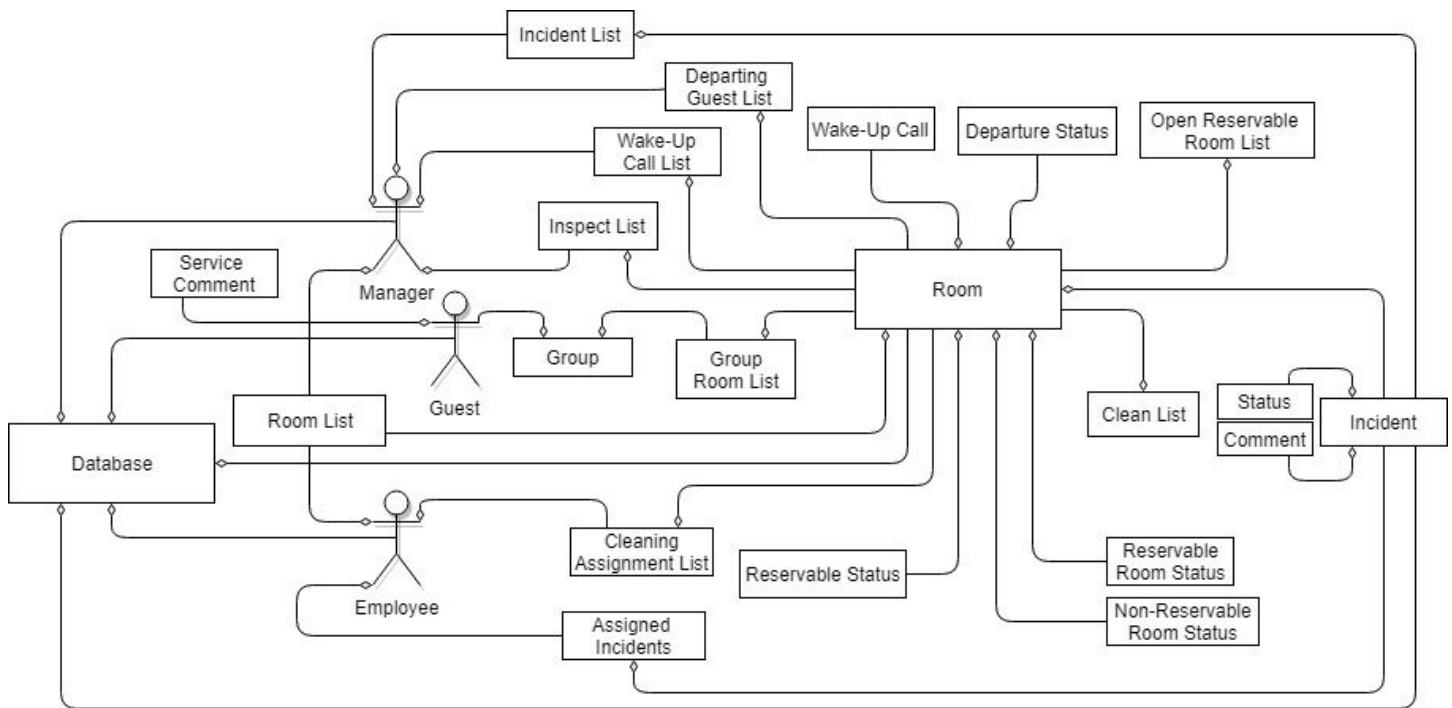 Incident List
Departing
Guest List
Wake-Up
Call List
Wake-Up Call
Departure Status
Open Reservable
Room List
Inspect List
Service
Comment
Manager
Room
Group
Group
Room List
Guest
Room List
Clean List
Status
Comment
Incident
Database
Cleaning
Assignment List
Reservable Status
Reservable
Room Status
Employee
Assigned
Incidents
Non-Reservable
Room Status